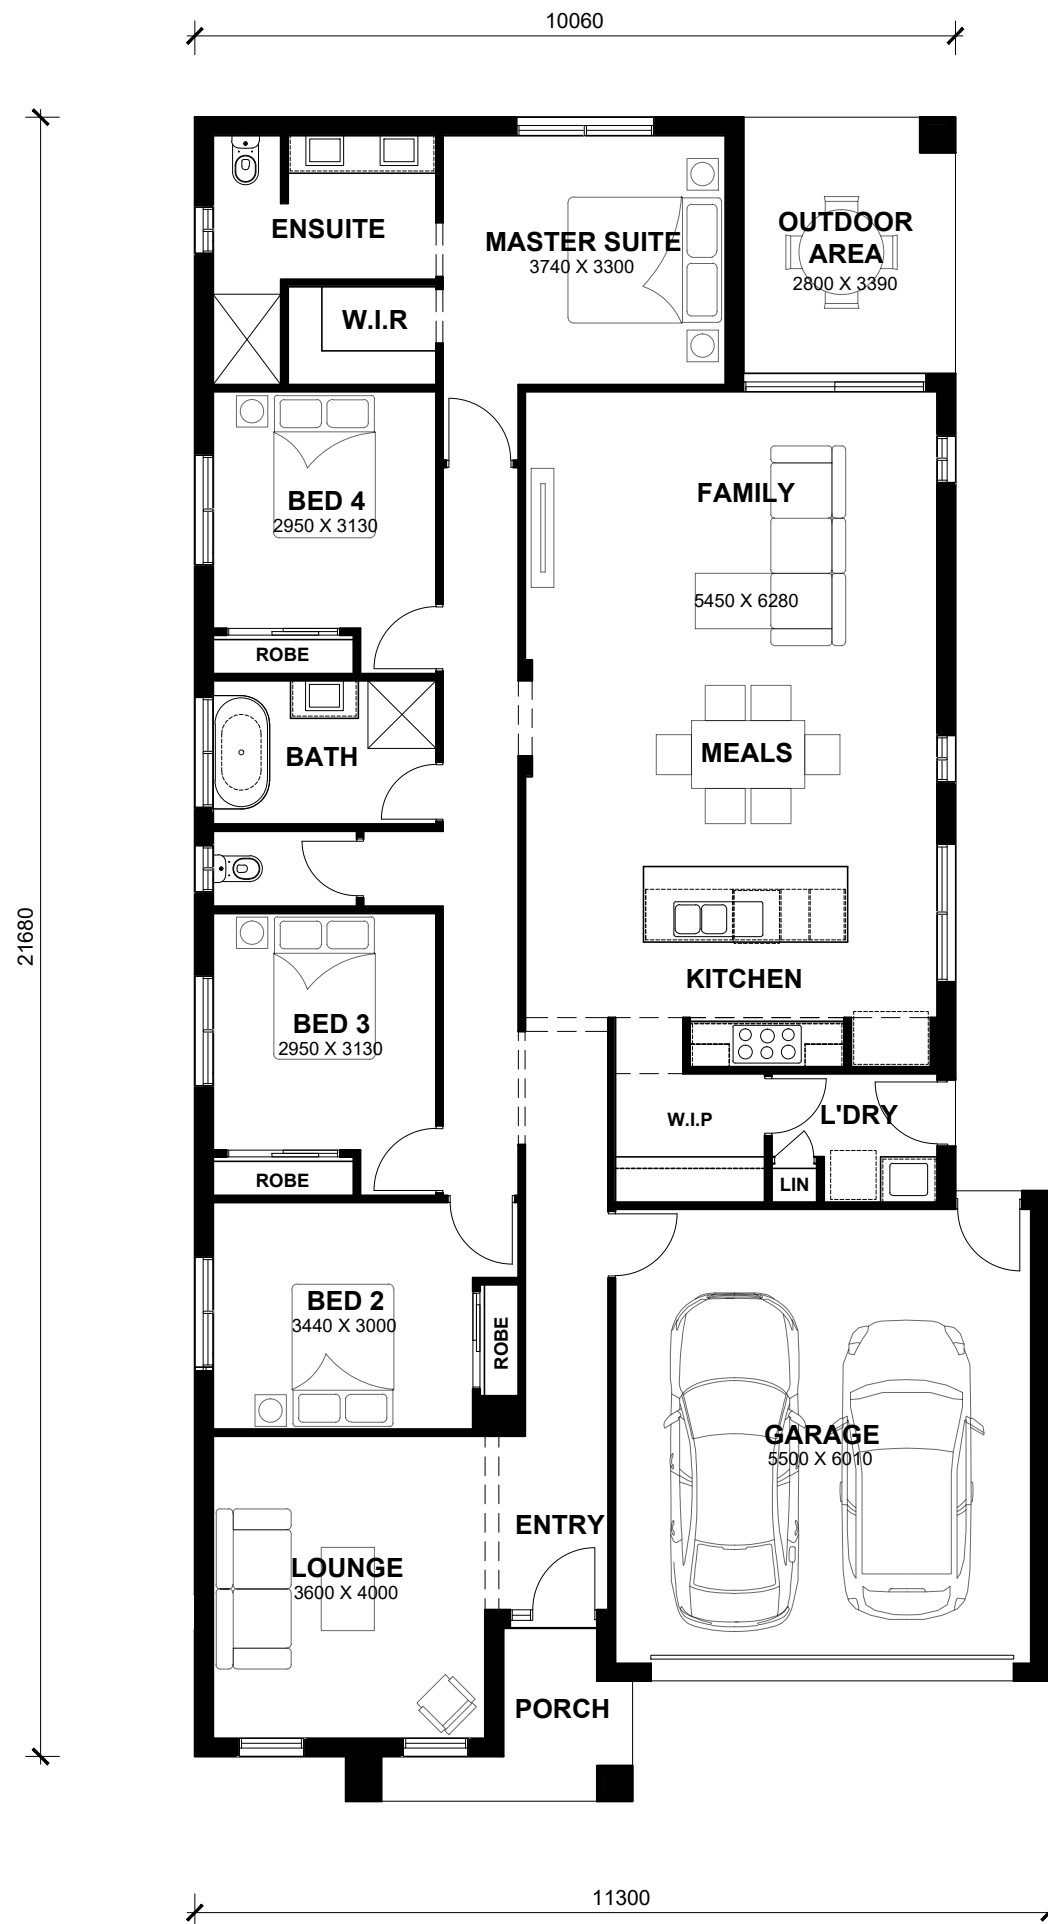 10060
ENSUITE
MASTER SUITE
3740 X 3300
OUTDOOR
AREA
2800 X 3390
W.I.R
BED 4
2950 X 3130
FAMILY
5450 X 6280
ROBE
BATH
MEALS
21680
KITCHEN
BED 3
2950 X 3130
W.I.P
L'DRY
ROBE
LIN
BED 2
3440 X 3000
ROBE
GARAGE
5500 X 6010
ENTRY
LOUNGE
3600 X 4000
PORCH
11300